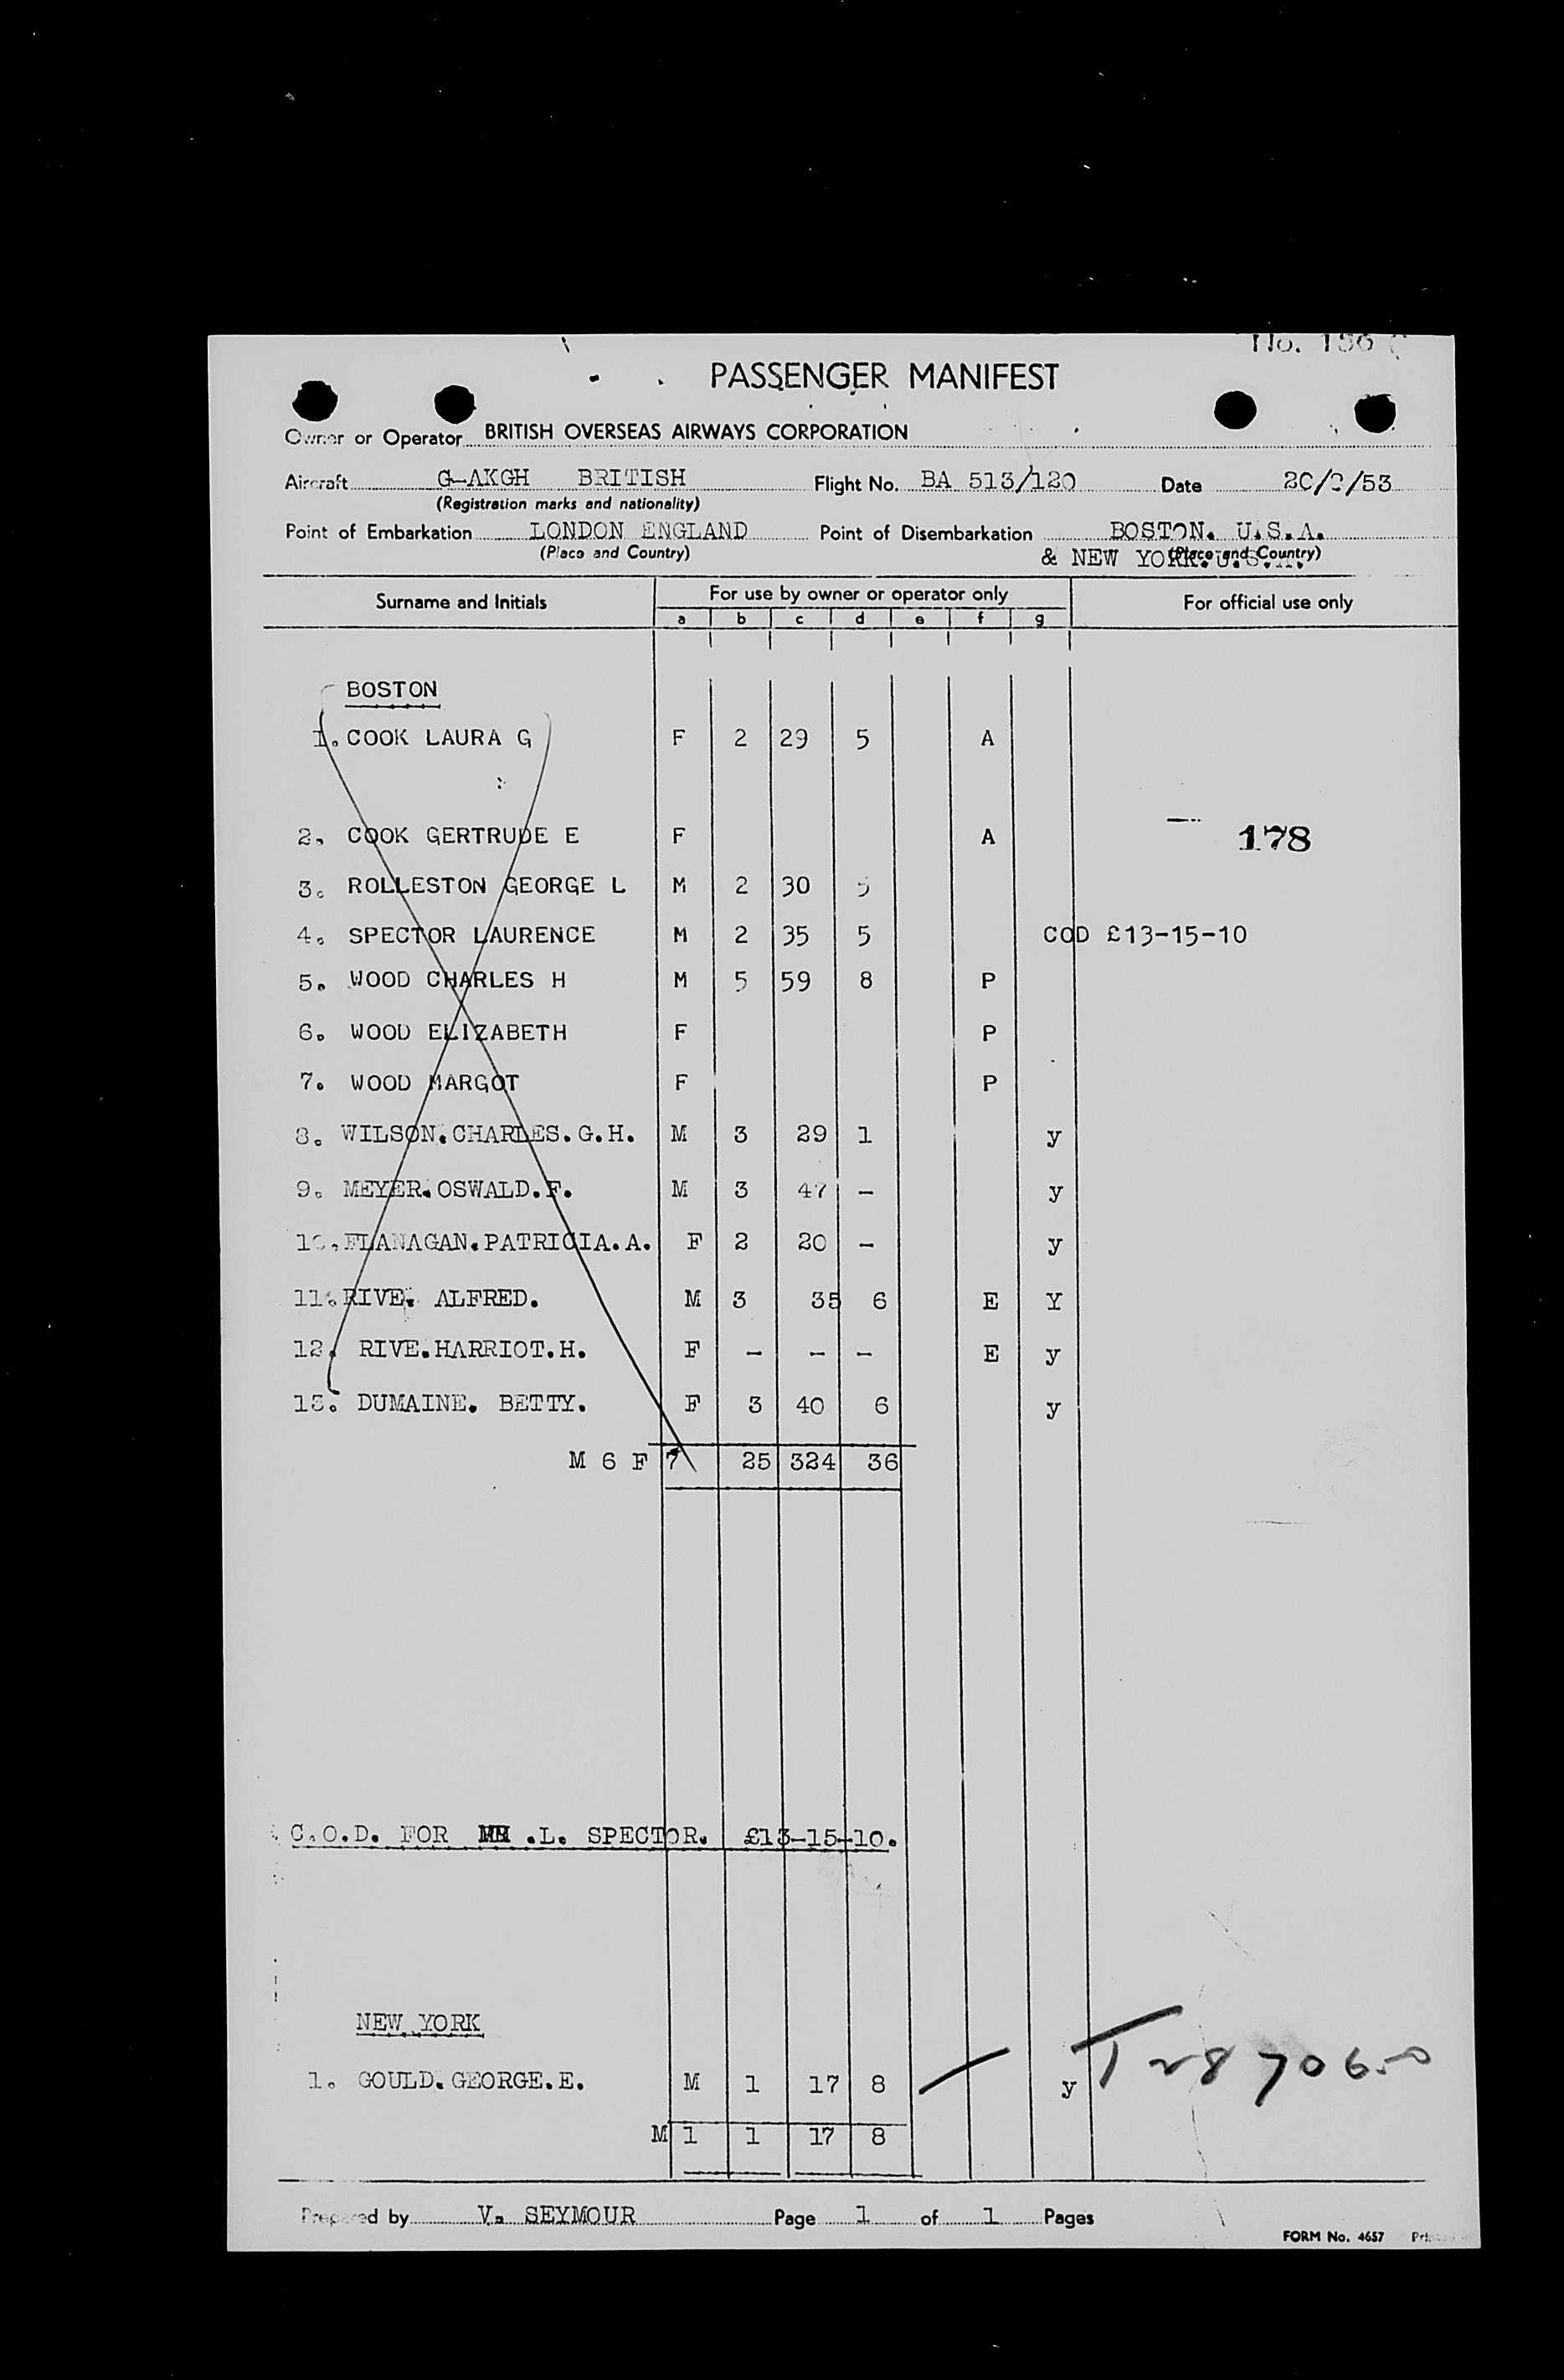 No. 156
PASSENGER MANIFEST
Owner or Operator BRITISH OVERSEAS AIRWAYS CORPORATION
Aircraft G-AKGH BRITISH Flight No. BA 513/120 Date 20/2/53
(Registration marks and nationality)
Point of Embarkation LONDON ENGLAND Point of Disembarkation BOSTON. U.S.A.
(Place and Country) & NEW YORK. U.S.A. (Place and Country)
Surname and Initials For use by owner or operator only For official use only
a b c d e f g
BOSTON
1. COOK LAURA G F 2 29 5 A
2. COOK GERTRUDE E F A 178
3. ROLLESTON GEORGE L M 2 30 5
4. SPECTOR LAURENCE M 2 35 5 COD £13-15-10
5. WOOD CHARLES H M 5 59 8 P
6. WOOD ELIZABETH F P
7. WOOD MARGOT F P
8. WILSON.CHARLES.G.H. M 3 29 1 y
9. MEYER.OSWALD.F. M 3 47 - y
10. FLANAGAN.PATRICIA.A. F 2 20 - y
11. RIVE. ALFRED. M 3 35 6 E Y
12. RIVE.HARRIOT.H. F - - - E y
13. DUMAINE. BETTY. F 3 40 6 y
M 6 F 7 25 324 36
C.O.D. FOR .L. SPECTOR. £13-15-10.
NEW YORK
1. GOULD.GEORGE.E. M 1 17 8 y T 28706
M 1 1 17 8
Prepared by V. SEYMOUR Page 1 of 1 Pages
FORM No. 4657